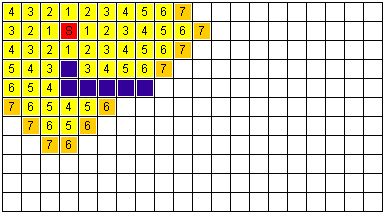 4 3 2 1 2 3 4 5 6 7
3 2 1 S 1 2 3 4 5 6 7
4 3 2 1 2 3 4 5 6 7
5 4 3 3 4 5 6 7
6 5 4
7 6 5 4 5 6
7 6 5 6
7 6